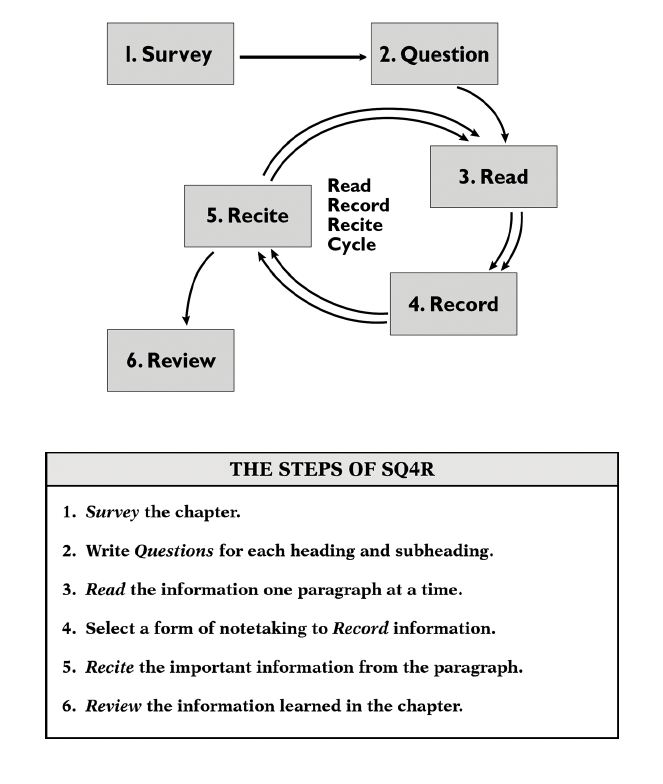 1. Survey
2. Question
3. Read
5. Recite
Read
Record
Recite
Cycle
4. Record
6. Review
THE STEPS OF SQ4R
1. Survey the chapter.
2. Write Questions for each heading and subheading.
3. Read the information one paragraph at a time.
4. Select a form of notetaking to Record information.
5. Recite the important information from the paragraph.
6. Review the information learned in the chapter.